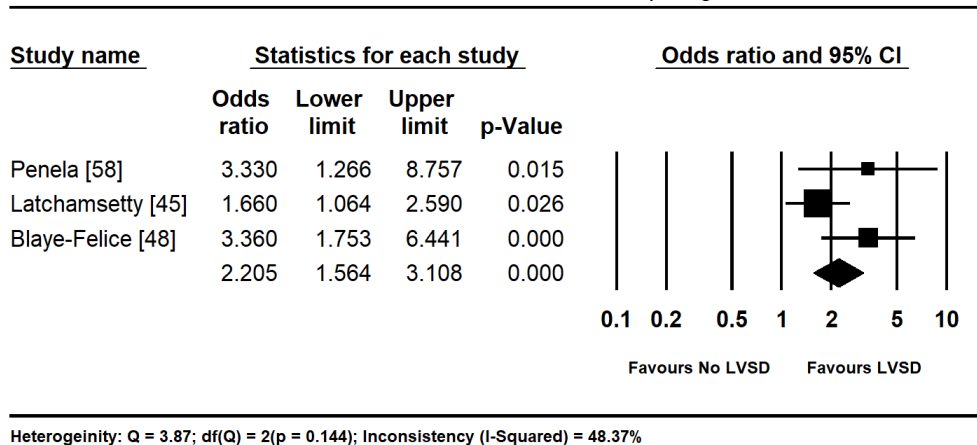 Study name Statistics for each study Odds ratio and 95% CI
Odds Lower Upper
ratio limit limit p-Value
Penela [58] 3.330 1.266 8.757 0.015
Latchamsetty [45] 1.660 1.064 2.590 0.026
Blaye-Felice [48] 3.360 1.753 6.441 0.000
2.205 1.564 3.108 0.000
0.1 0.2 0.5 1 2 5 10
Favours No LVSD Favours LVSD
Heterogeinity: Q = 3.87; df(Q) = 2(p = 0.144); Inconsistency (I-Squared) = 48.37%